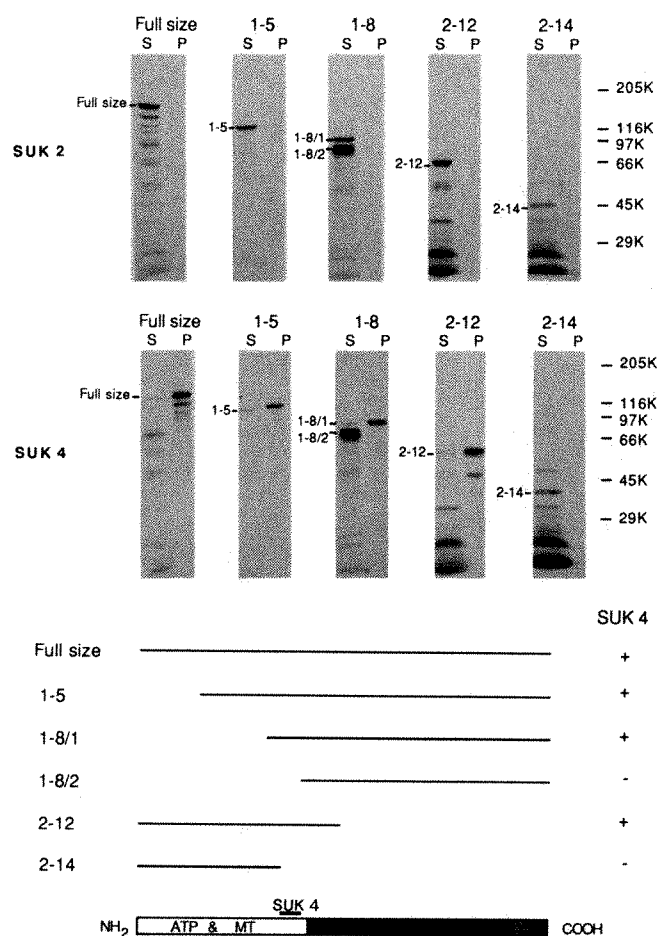 Full size 1-5 1-8 2-12 2-14
S P S P S P S P S P
SUK 2
Full size
1-5
1-8/1
1-8/2
2-12
2-14
205K
116K
97K
66K
45K
29K
Full size 1-5 1-8 2-12 2-14
S P S P S P S P S P
SUK 4
Full size
1-5
1-8/1
1-8/2
2-12
2-14
205K
116K
97K
66K
45K
29K
SUK 4
Full size +
1-5 +
1-8/1 +
1-8/2 -
2-12 +
2-14 -
SUK 4
NH2 ATP & MT COOH